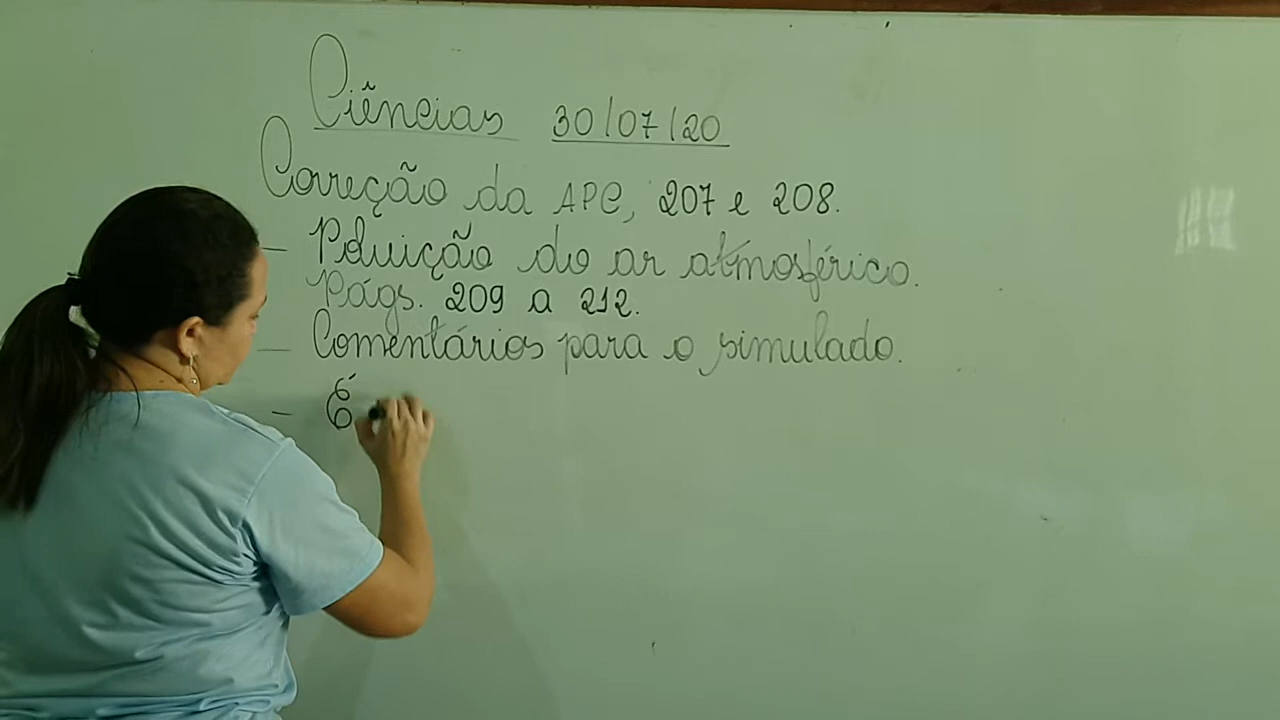 Ciências 30/07/20
Correção da APC, 207 e 208.
- Poluição do ar atmosférico.
Págs. 209 a 212.
- Comentários para o simulado.
- É